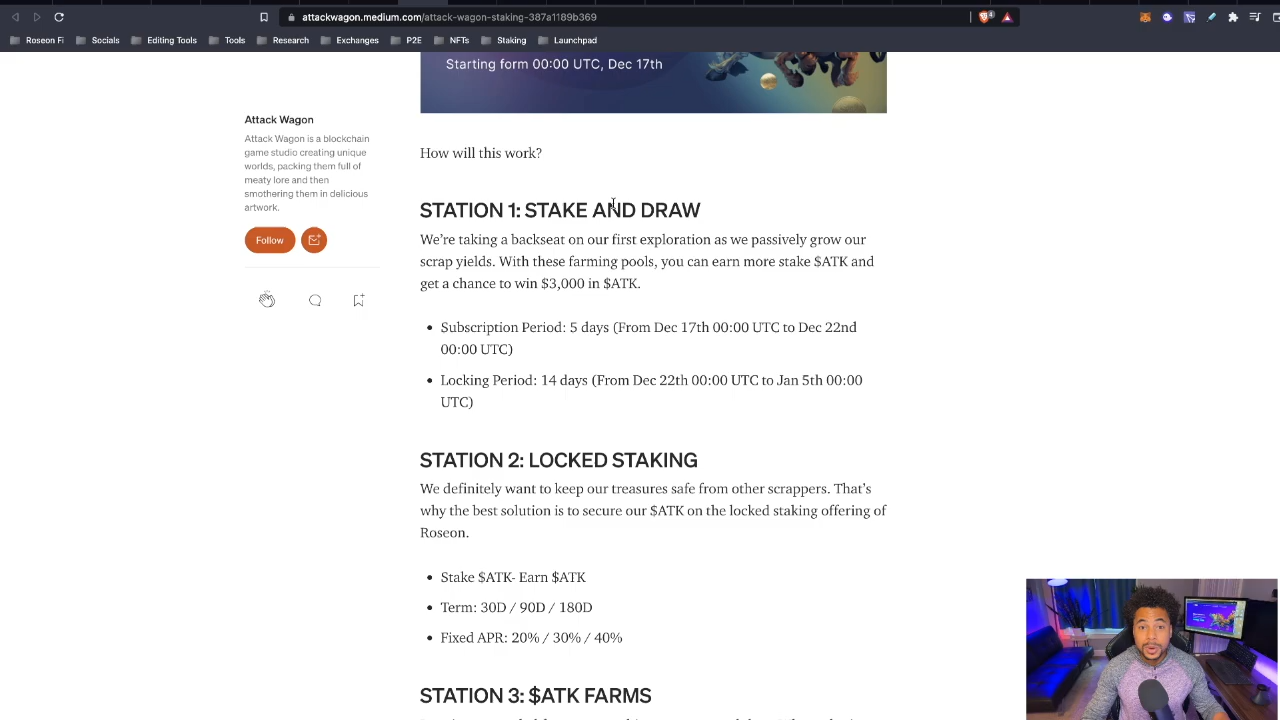 attackwagon.medium.com/attack-wagon-staking-387a1189b369
4
Roseon Fi
Socials
Editing Tools
Tools
Research
Exchanges
P2E
NFTs
Staking
Launchpad
Starting form 00:00 UTC, Dec 17th
Attack Wagon
Attack Wagon is a blockchain
game studio creating unique
worlds, packing them full of
meaty lore and then
smothering them in delicious
artwork.
Follow
How will this work?
STATION 1: STAKE AND DRAW
We’re taking a backseat on our first exploration as we passively grow our
scrap yields. With these farming pools, you can earn more stake $ATK and
get a chance to win $3,000 in $ATK.
• Subscription Period: 5 days (From Dec 17th 00:00 UTC to Dec 22nd
00:00 UTC)
• Locking Period: 14 days (From Dec 22th 00:00 UTC to Jan 5th 00:00
UTC)
STATION 2: LOCKED STAKING
We definitely want to keep our treasures safe from other scrappers. That’s
why the best solution is to secure our $ATK on the locked staking offering of
Roseon.
• Stake $ATK- Earn $ATK
• Term: 30D / 90D / 180D
• Fixed APR: 20% / 30% / 40%
STATION 3: $ATK FARMS